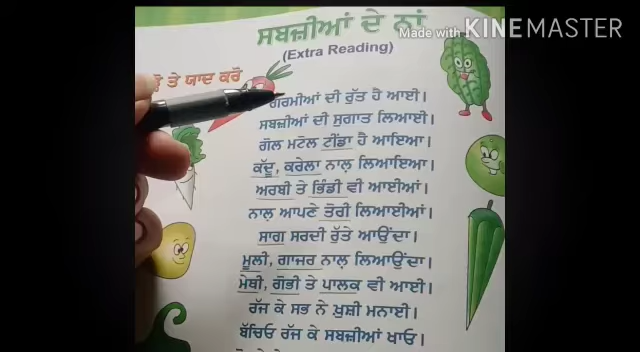 Made with KINEMASTER
ਸਬਜ਼ੀਆਂ ਦੇ ਨਾਂ
(Extra Reading)
ਤੇ ਯਾਦ ਕਰੋ
ਗਰਮੀਆਂ ਦੀ ਰੁੱਤ ਹੈ ਆਈ।
ਸਬਜ਼ੀਆਂ ਦੀ ਸੁਗਾਤ ਲਿਆਈ।
ਗੋਲ ਮਟੋਲ ਟੀਂਡਾ ਹੈ ਆਇਆ।
ਕੱਦੂ, ਕਰੇਲਾ ਨਾਲ਼ ਲਿਆਇਆ।
ਅਰਬੀ ਤੇ ਭਿੰਡੀ ਵੀ ਆਈਆਂ।
ਨਾਲ਼ ਆਪਣੇ ਤੋਰੀ ਲਿਆਈਆਂ।
ਸਾਗ ਸਰਦੀ ਰੁੱਤੇ ਆਉਂਦਾ।
ਮੂਲੀ, ਗਾਜਰ ਨਾਲ਼ ਲਿਆਉਂਦਾ।
ਮੇਥੀ, ਗੋਭੀ ਤੇ ਪਾਲਕ ਵੀ ਆਈ।
ਰੱਜ ਕੇ ਸਭ ਨੇ ਖ਼ੁਸ਼ੀ ਮਨਾਈ।
ਬੱਚਿਓ ਰੱਜ ਕੇ ਸਬਜ਼ੀਆਂ ਖਾਓ।